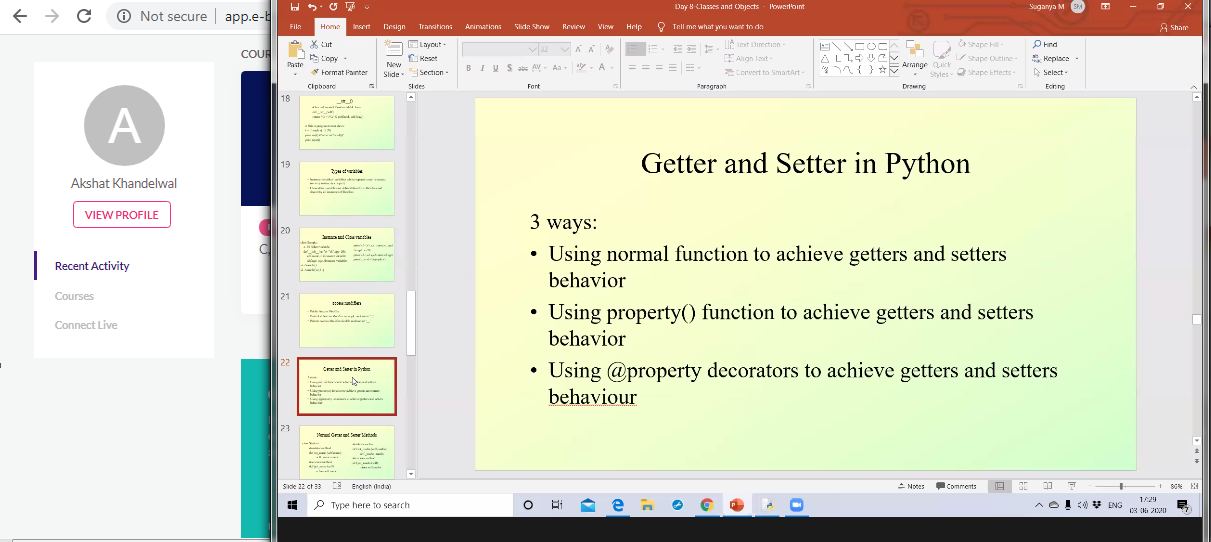 Not secure
app.e-b
COUR
A
Akshat Khandelwal
VIEW PROFILE
Recent Activity
Courses
Connect Live
Day 8-Classes and Objects - PowerPoint
Suganya M
SM
File
Home
Insert
Design
Transitions
Animations
Slide Show
Review
View
Help
Tell me what you want to do
Share
Paste
Cut
Copy
Format Painter
Clipboard
New
Slide
Layout
Reset
Section
Slides
Font
Text Direction
Align Text
Convert to SmartArt
Paragraph
Arrange
Quick
Styles
Shape Fill
Shape Outline
Shape Effects
Drawing
Find
Replace
Select
Editing
18
19
Types of variables
20
Instance and Class variables
21
access modifiers
22
Getter and Setter in Python
23
Normal Getter and Setter Methods
Getter and Setter in Python
3 ways:
• Using normal function to achieve getters and setters
behavior
• Using property() function to achieve getters and setters
behavior
• Using @property decorators to achieve getters and setters
behaviour
Slide 22 of 33
English (India)
Notes
Comments
86%
Type here to search
ENG
17:29
03-06-2020